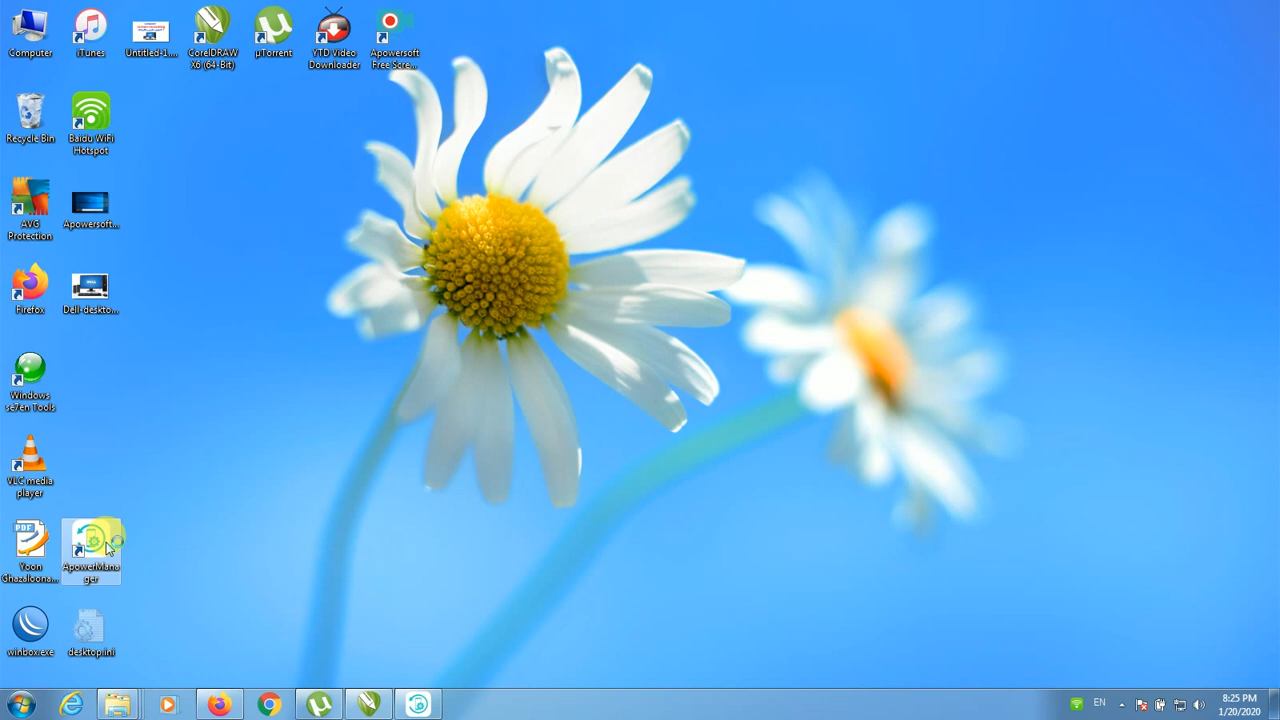 Computer
iTunes
Untitled-1....
CorelDRAW
X6 (64-Bit)
µTorrent
YTD Video
Downloader
Apowersoft
Free Scre...
Recycle Bin
Baidu WiFi
Hotspot
AVG
Protection
Apowersoft...
Firefox
Dell-deskto...
Windows
se7en Tools
VLC media
player
PDF
Yoon
Ghazaloona...
ApowerMana
ger
winbox.exe
desktop.ini
EN
8:25 PM
1/20/2020